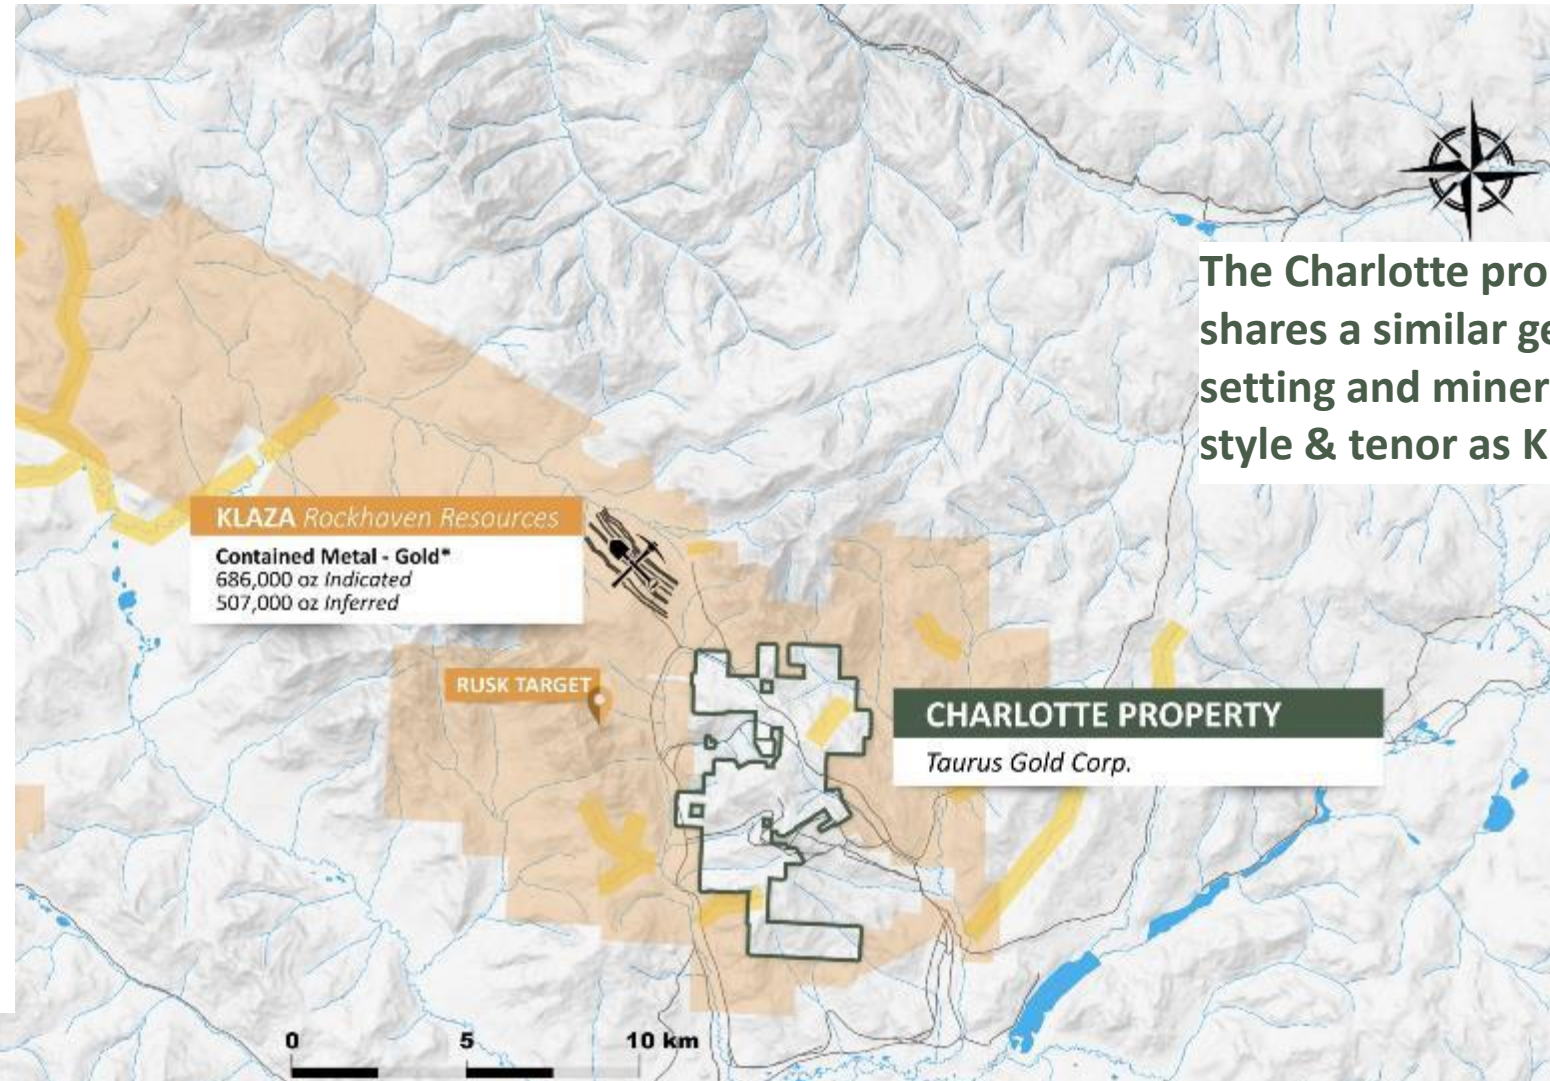 The Charlotte pro
shares a similar ge
setting and miner
style & tenor as K
KLAZA Rockhaven Resources
Contained Metal - Gold*
686,000 oz Indicated
507,000 oz Inferred
RUSK TARGET
CHARLOTTE PROPERTY
Taurus Gold Corp.
0 5 10 km